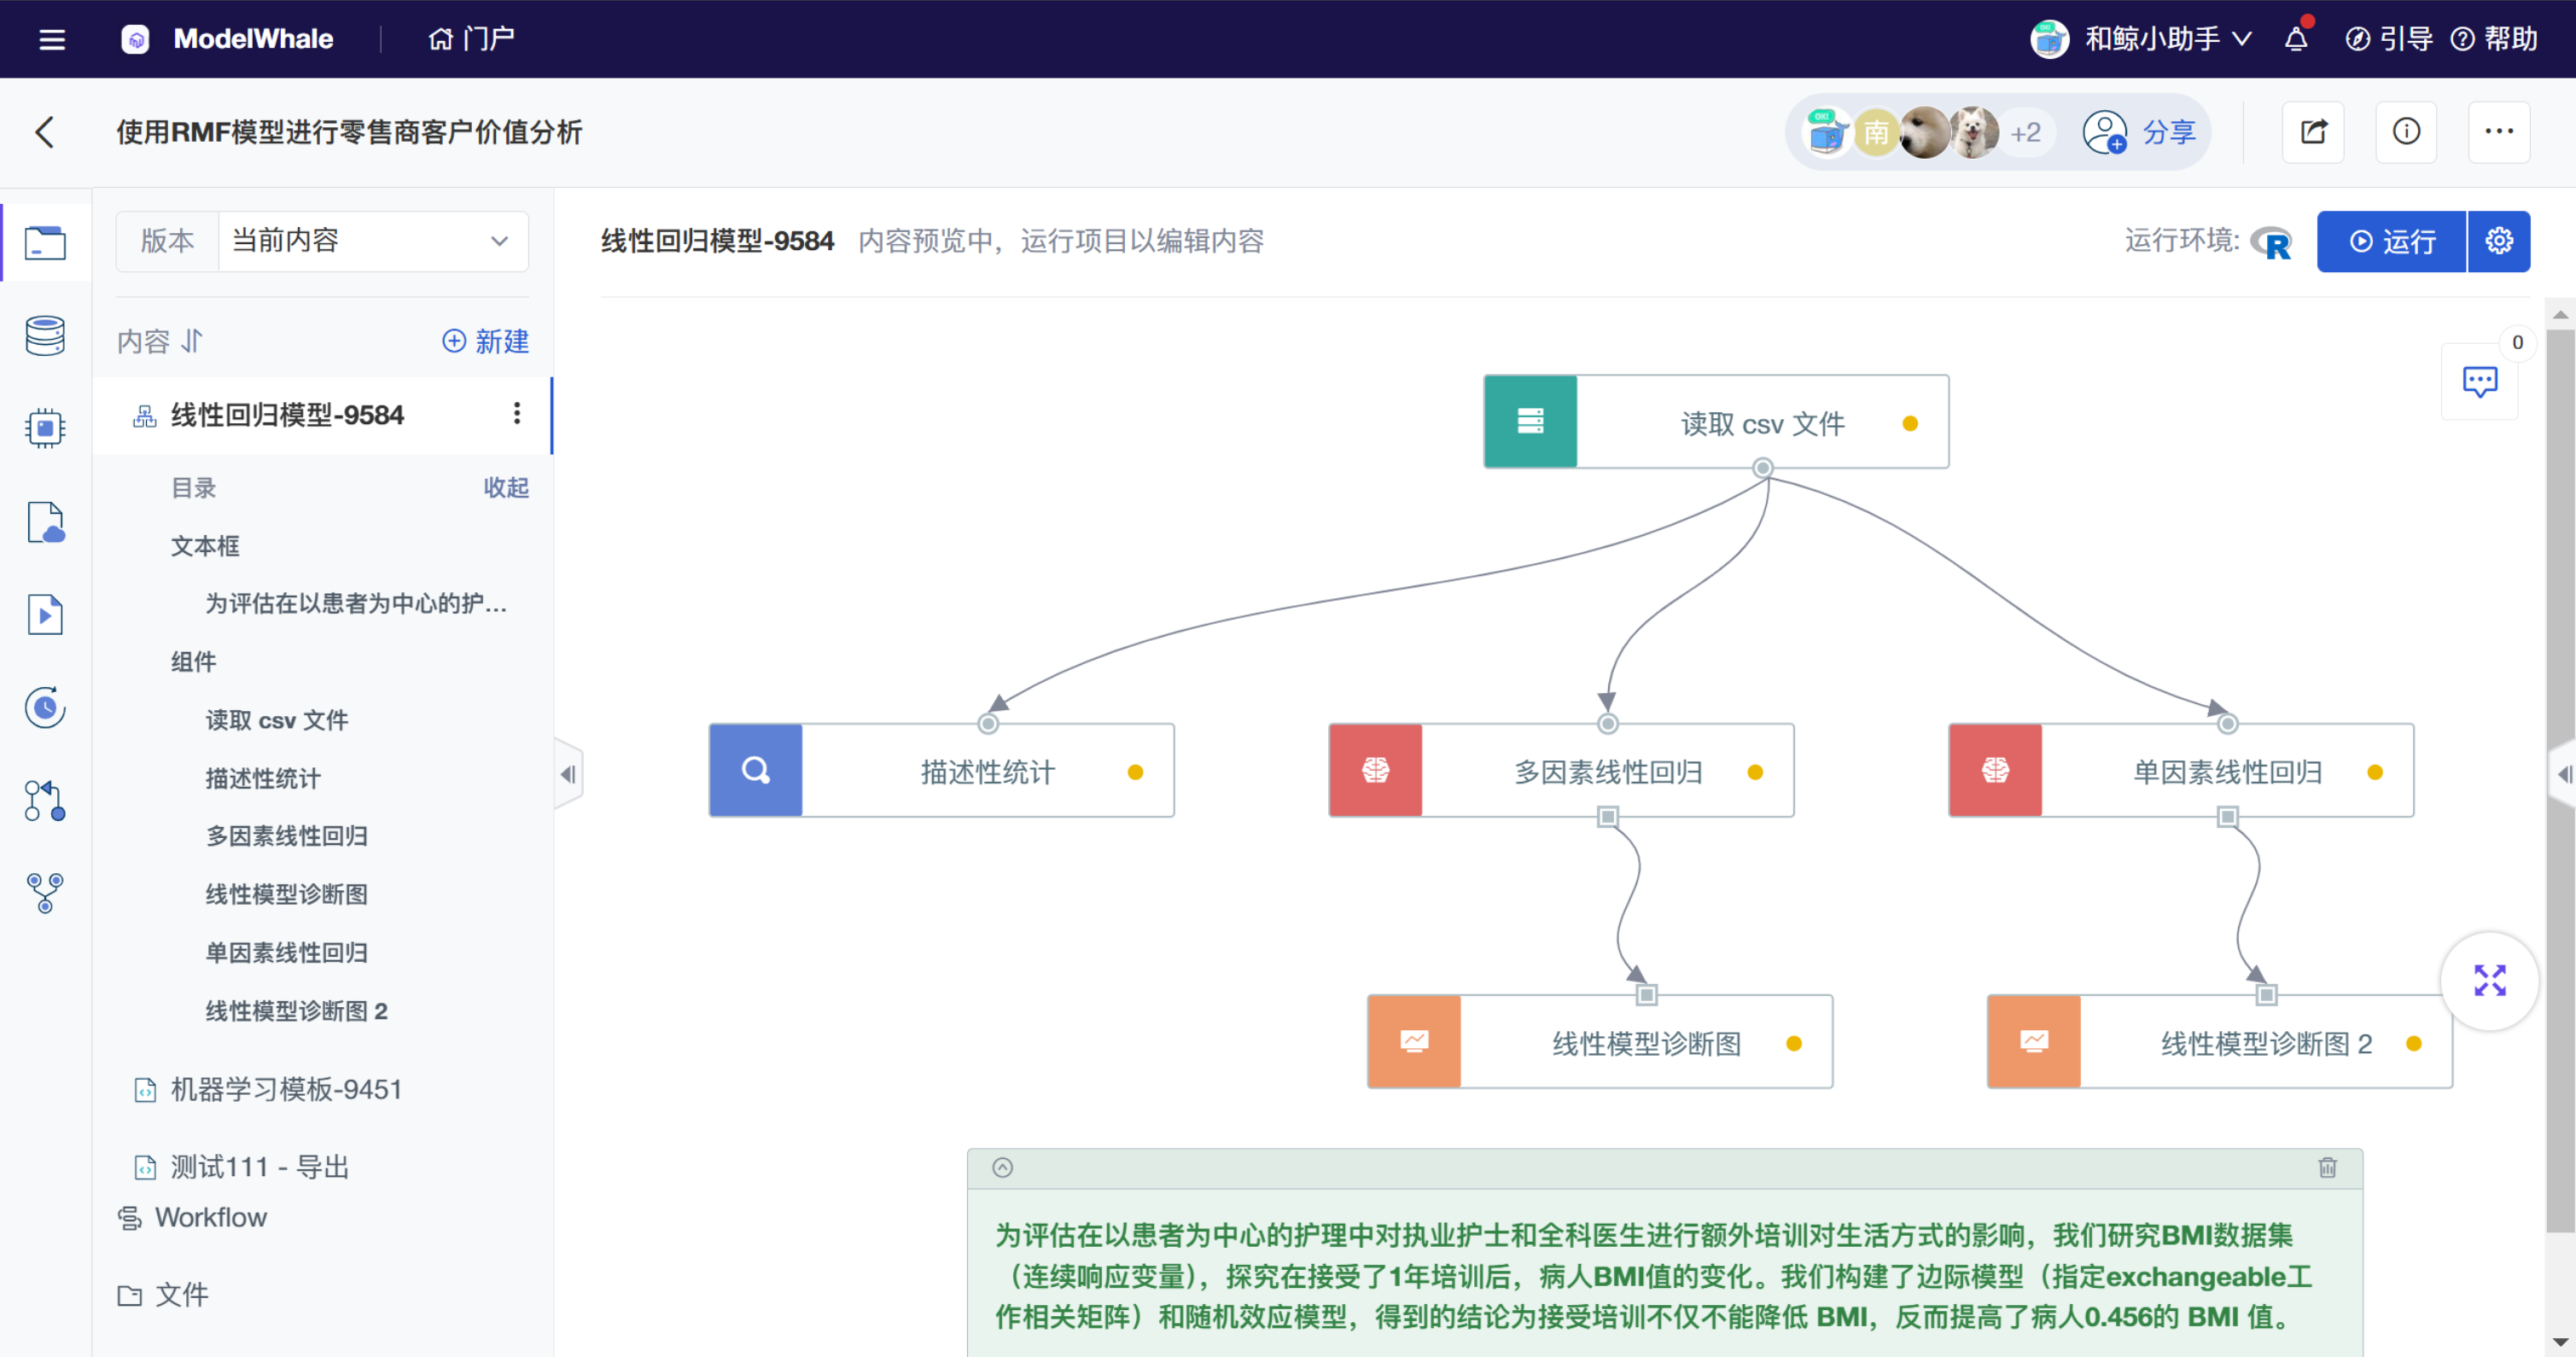 ModelWhale
门户
和鲸小助手
引导
帮助
使用RMF模型进行零售商客户价值分析
OK!
南
+2
分享
版本
当前内容
线性回归模型-9584
内容预览中，运行项目以编辑内容
运行环境:
R
运行
内容
新建
线性回归模型-9584
目录
收起
文本框
为评估在以患者为中心的护...
组件
读取 csv 文件
描述性统计
多因素线性回归
线性模型诊断图
单因素线性回归
线性模型诊断图 2
机器学习模板-9451
测试111 - 导出
Workflow
文件
0
读取 csv 文件
描述性统计
多因素线性回归
单因素线性回归
线性模型诊断图
线性模型诊断图 2
为评估在以患者为中心的护理中对执业护士和全科医生进行额外培训对生活方式的影响，我们研究BMI数据集
（连续响应变量），探究在接受了1年培训后，病人BMI值的变化。我们构建了边际模型（指定exchangeable工
作相关矩阵）和随机效应模型，得到的结论为接受培训不仅不能降低 BMI，反而提高了病人0.456的 BMI 值。